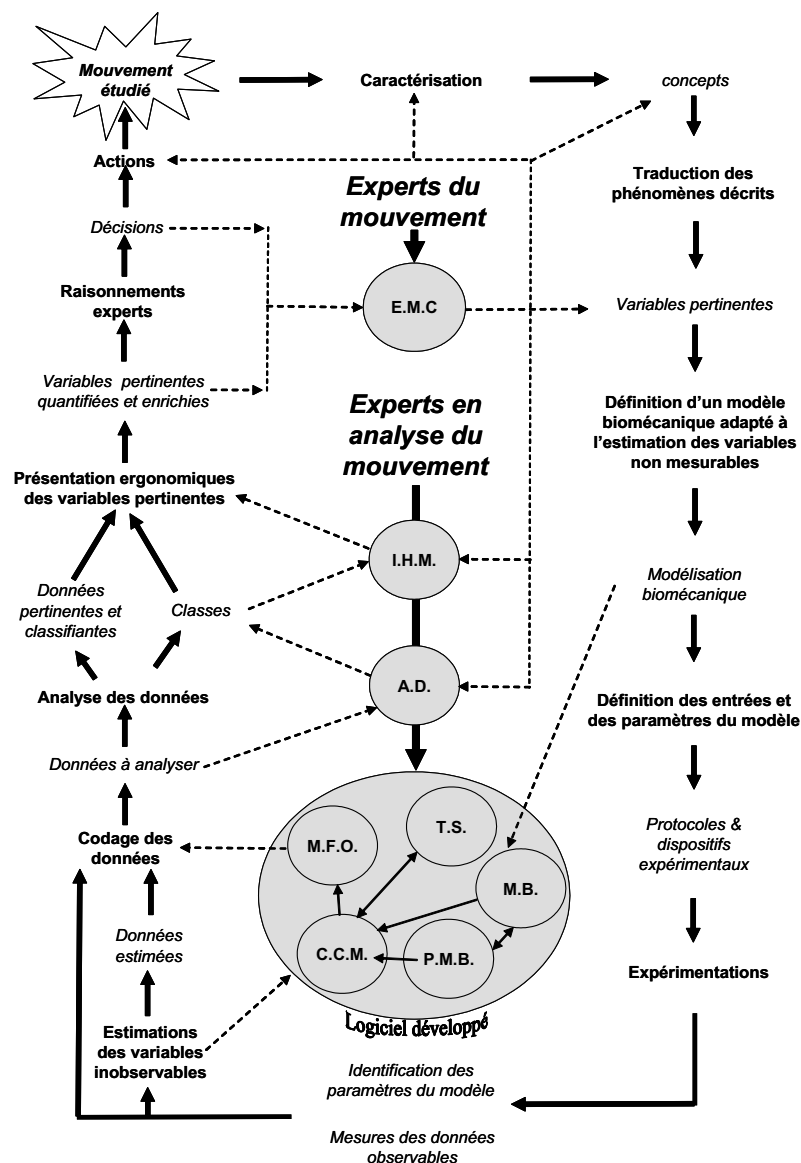 Mouvement
étudié
Caractérisation
concepts
Actions
Traduction des
phénomènes décrits
Experts du
mouvement
Décisions
Raisonnements
experts
E.M.C
Variables pertinentes
Variables pertinentes
quantifiées et enrichies
Experts en
analyse du
mouvement
Définition d'un modèle
biomécanique adapté à
l'estimation des variables
non mesurables
Présentation ergonomiques
des variables pertinentes
I.H.M.
Données
pertinentes et
classifiantes
Classes
Modélisation
biomécanique
Analyse des données
A.D.
Définition des entrées et
des paramètres du modèle
Données à analyser
Codage des
données
M.F.O.
T.S.
M.B.
C.C.M.
P.M.B.
Protocoles &
dispositifs
expérimentaux
Données
estimées
Expérimentations
Logiciel développé
Estimations
des variables
inobservables
Identification des
paramètres du modèle
Mesures des données
observables